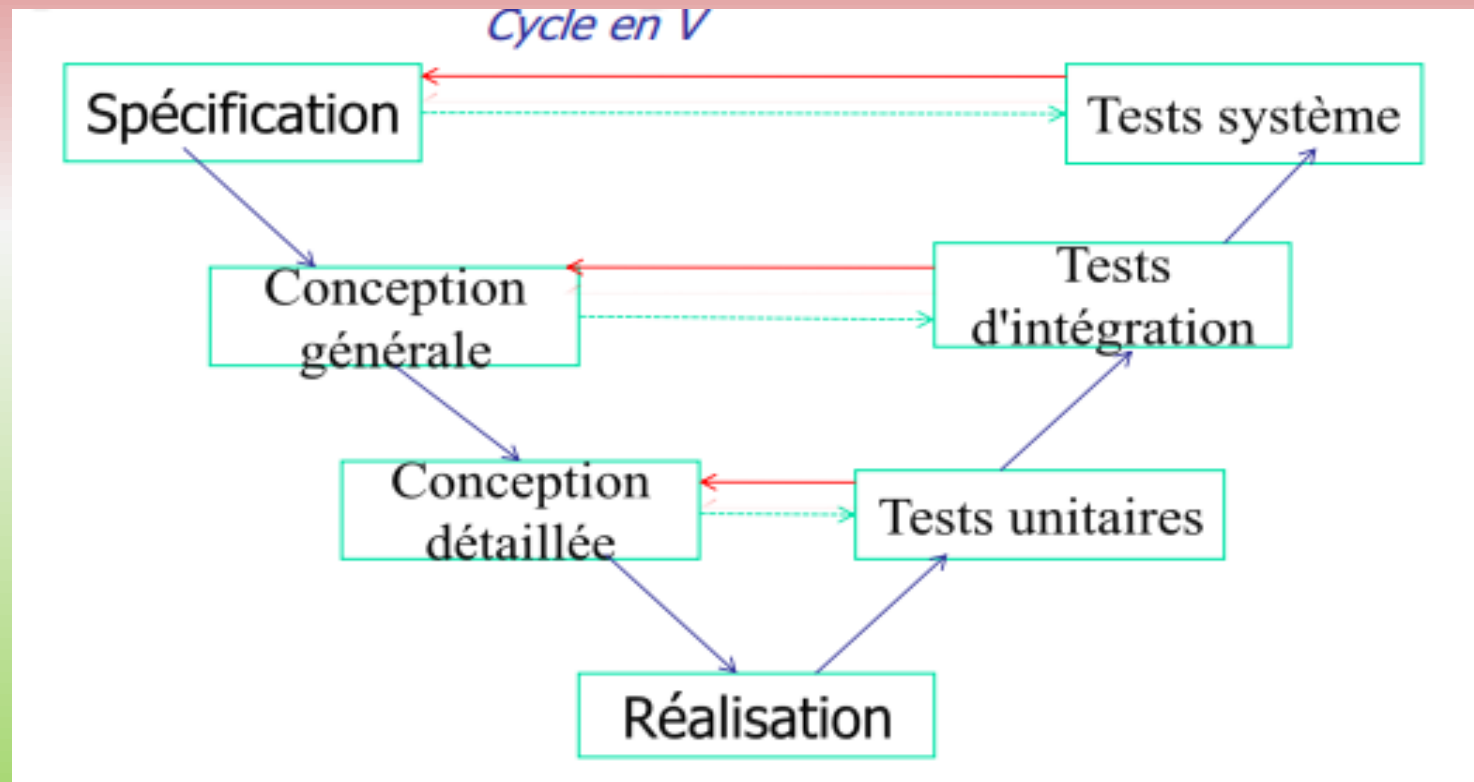 Cycle en V
Spécification
Tests système
Conception
générale
Tests
d'intégration
Conception
détaillée
Tests unitaires
Réalisation